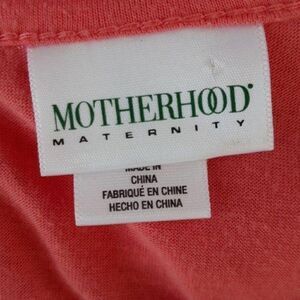 MOTHERHOOD®
MATERNITY
MADE IN
CHINA
FABRIQUÉ EN CHINE
HECHO EN CHINA